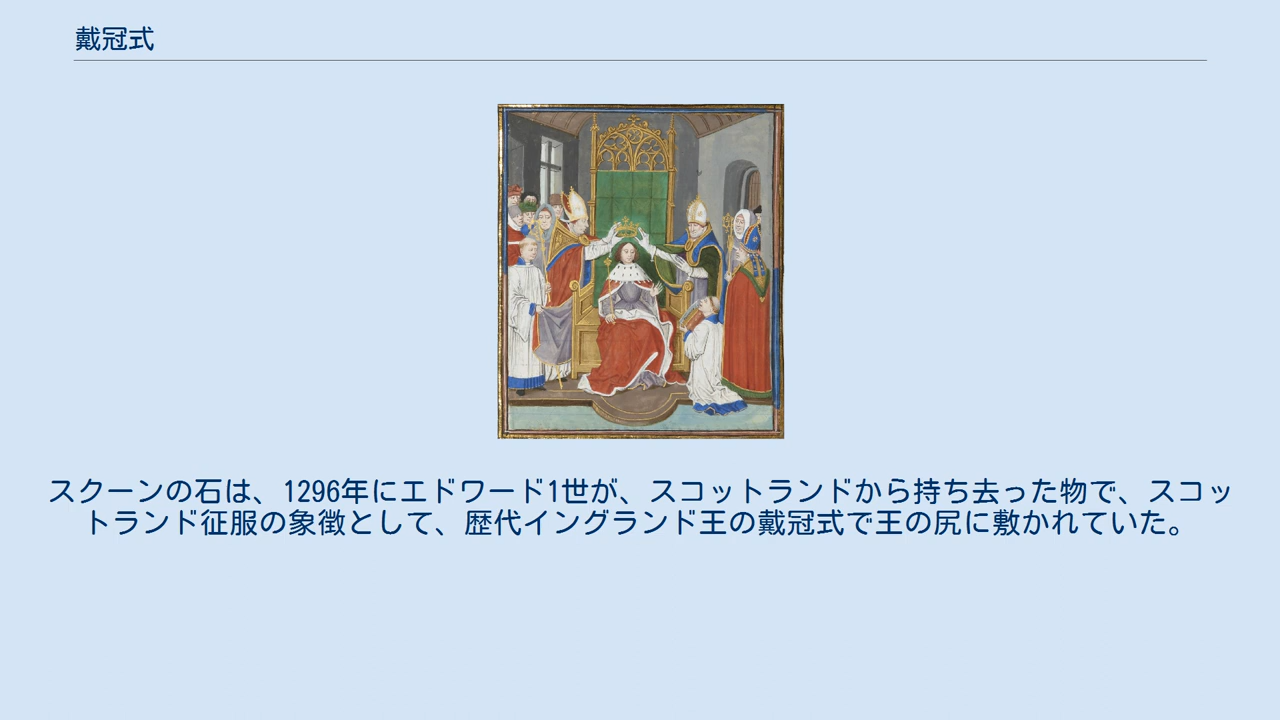 戴冠式
スクーンの石は、1296年にエドワード1世が、スコットランドから持ち去った物で、スコッ
トランド征服の象徴として、歴代イングランド王の戴冠式で王の尻に敷かれていた。